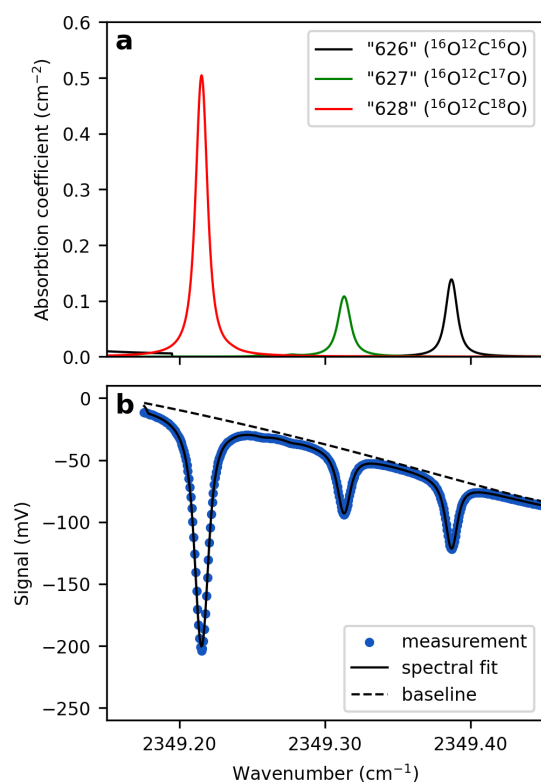 a
"626" (¹⁶O¹²C¹⁶O)
"627" (¹⁶O¹²C¹⁷O)
"628" (¹⁶O¹²C¹⁸O)
0.6
0.5
0.4
0.3
0.2
0.1
0.0
Absorbtion coefficient (cm⁻²)
b
0
−50
−100
−150
−200
−250
Signal (mV)
measurement
spectral fit
baseline
2349.20 2349.30 2349.40
Wavenumber (cm⁻¹)